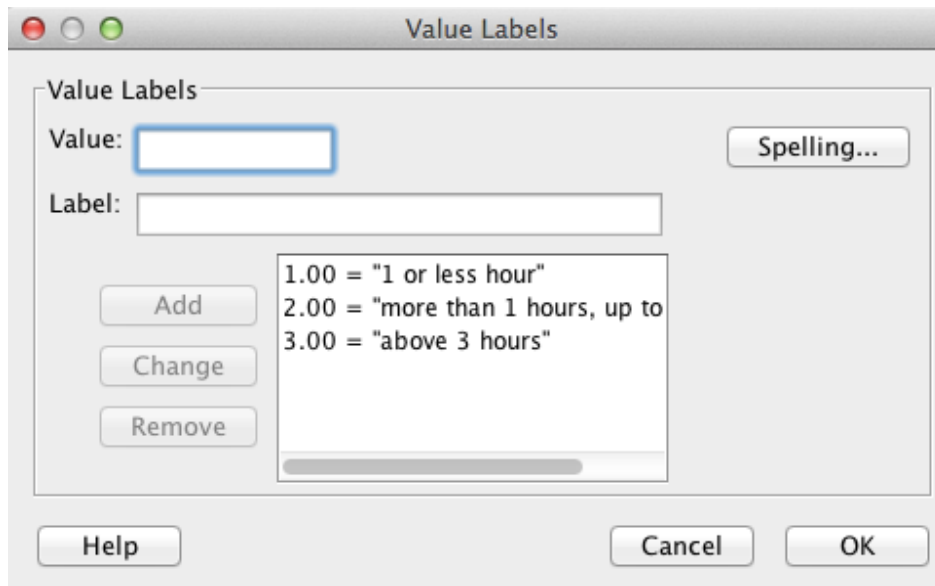 Value Labels
Value Labels
Value:
Spelling...
Label:
1.00 = "1 or less hour"
Add
2.00 = "more than 1 hours, up to
3.00 = "above 3 hours"
Change
Remove
Help
Cancel
OK